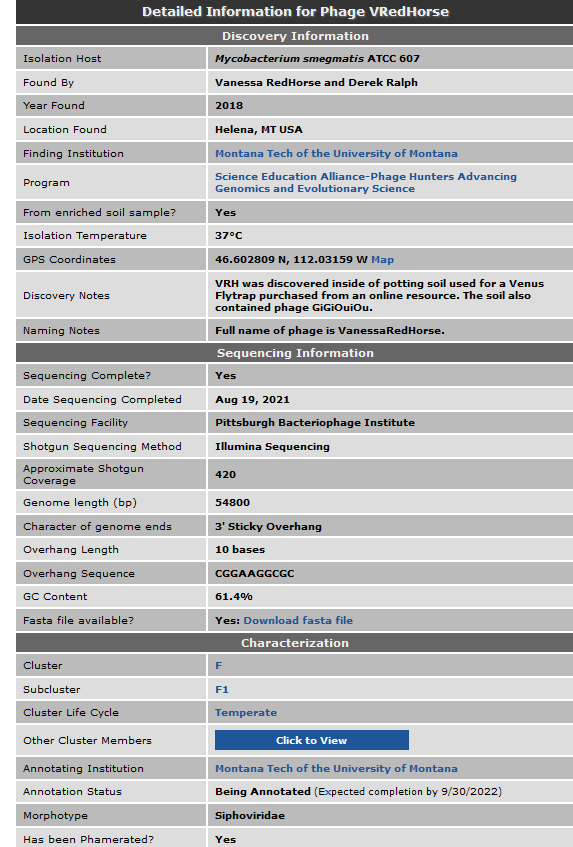 Detailed Information for Phage VRedHorse
Discovery Information
Isolation Host Mycobacterium smegmatis ATCC 607
Found By Vanessa RedHorse and Derek Ralph
Year Found 2018
Location Found Helena, MT USA
Finding Institution Montana Tech of the University of Montana
Program Science Education Alliance-Phage Hunters Advancing
Genomics and Evolutionary Science
From enriched soil sample? Yes
Isolation Temperature 37°C
GPS Coordinates 46.602809 N, 112.03159 W Map
Discovery Notes VRH was discovered inside of potting soil used for a Venus
Flytrap purchased from an online resource. The soil also
contained phage GiGiOuiOu.
Naming Notes Full name of phage is VanessaRedHorse.
Sequencing Information
Sequencing Complete? Yes
Date Sequencing Completed Aug 19, 2021
Sequencing Facility Pittsburgh Bacteriophage Institute
Shotgun Sequencing Method Illumina Sequencing
Approximate Shotgun
Coverage 420
Genome length (bp) 54800
Character of genome ends 3' Sticky Overhang
Overhang Length 10 bases
Overhang Sequence CGGAAGGCGC
GC Content 61.4%
Fasta file available? Yes: Download fasta file
Characterization
Cluster F
Subcluster F1
Cluster Life Cycle Temperate
Other Cluster Members Click to View
Annotating Institution Montana Tech of the University of Montana
Annotation Status Being Annotated (Expected completion by 9/30/2022)
Morphotype Siphoviridae
Has been Phamerated? Yes